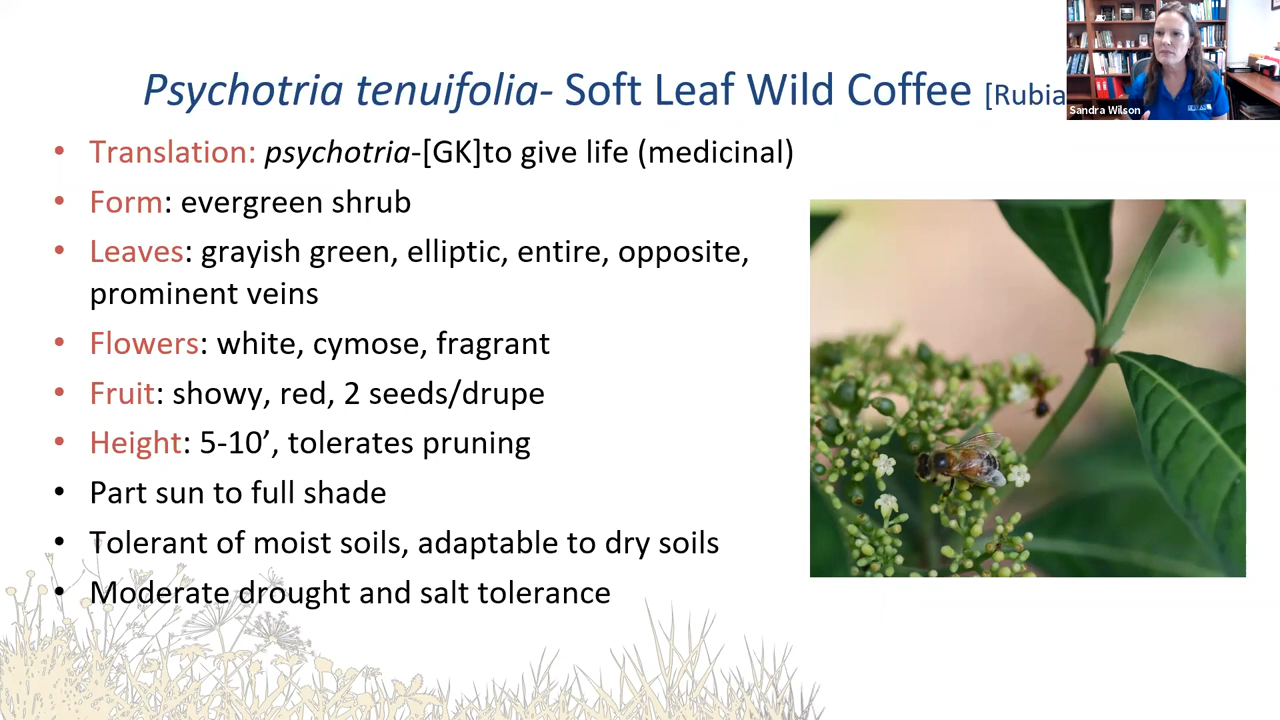 Psychotria tenuifolia- Soft Leaf Wild Coffee [Rubia
Sandra Wilson
• Translation: psychotria-[GK]to give life (medicinal)
• Form: evergreen shrub
• Leaves: grayish green, elliptic, entire, opposite,
prominent veins
• Flowers: white, cymose, fragrant
• Fruit: showy, red, 2 seeds/drupe
• Height: 5-10’, tolerates pruning
• Part sun to full shade
• Tolerant of moist soils, adaptable to dry soils
• Moderate drought and salt tolerance